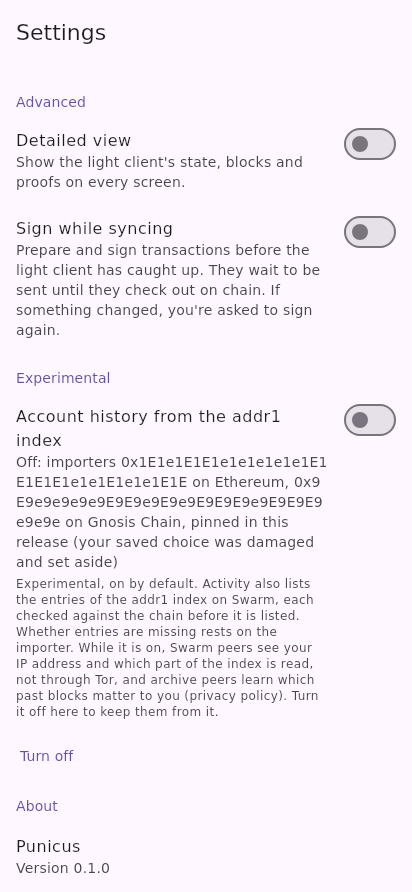 Settings
Advanced
Detailed view
Show the light client's state, blocks and
proofs on every screen.
Sign while syncing
Prepare and sign transactions before the
light client has caught up. They wait to be
sent until they check out on chain. If
something changed, you're asked to sign
again.
Experimental
Account history from the addr1
index
Off: importers 0x1E1e1E1E1e1e1e1e1e1E1
E1E1E1e1e1E1e1e1E1E on Ethereum, 0x9
E9e9e9e9e9E9E9e9E9e9E9E9E9e9E9E9E9
e9e9e on Gnosis Chain, pinned in this
release (your saved choice was damaged
and set aside)
Experimental, on by default. Activity also lists
the entries of the addr1 index on Swarm, each
checked against the chain before it is listed.
Whether entries are missing rests on the
importer. While it is on, Swarm peers see your
IP address and which part of the index is read,
not through Tor, and archive peers learn which
past blocks matter to you (privacy policy). Turn
it off here to keep them from it.
Turn off
About
Punicus
Version 0.1.0